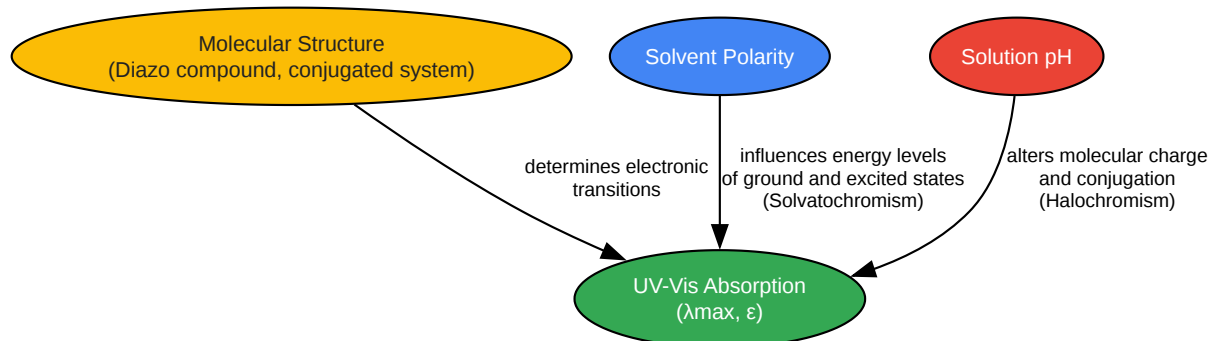 Molecular Structure
(Diazo compound, conjugated system)
Solvent Polarity
Solution pH
determines electronic
transitions
influences energy levels
of ground and excited states
(Solvatochromism)
alters molecular charge
and conjugation
(Halochromism)
UV-Vis Absorption
(λmax, ε)